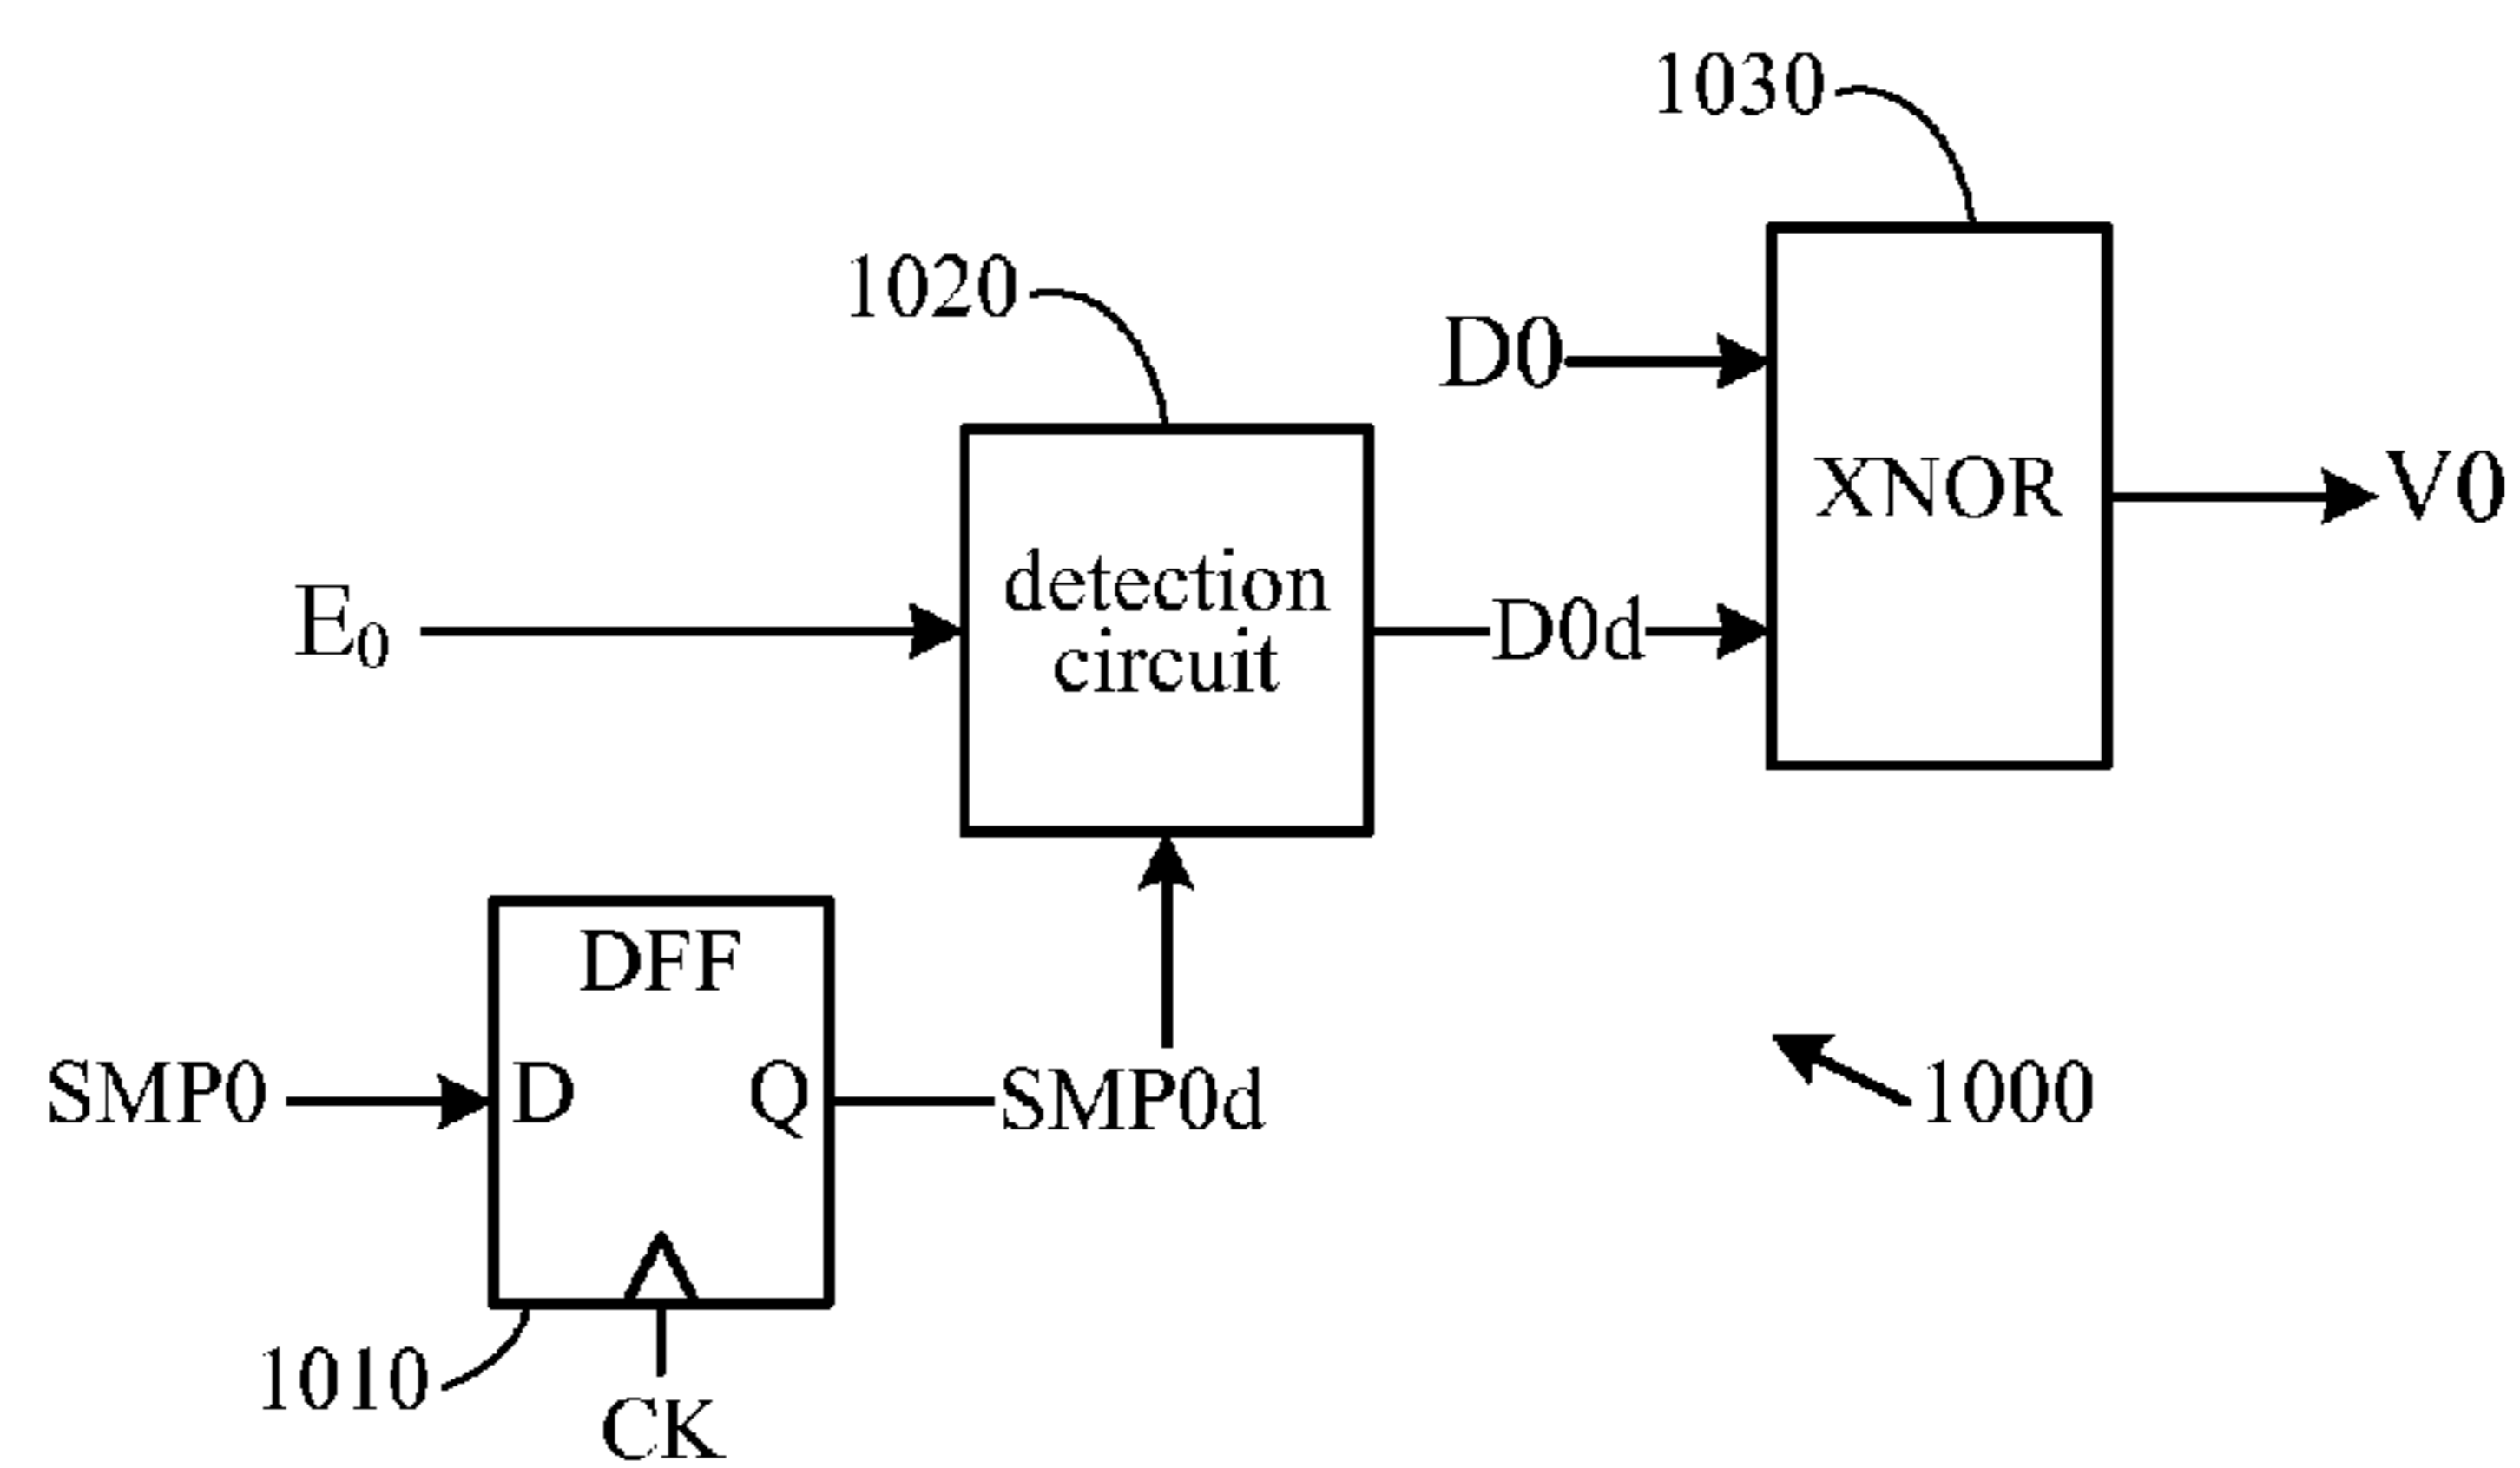 1030
1020
D0
XNOR
V0
E0
detection
circuit
D0d
DFF
SMP0
D
Q
SMP0d
1000
1010
CK